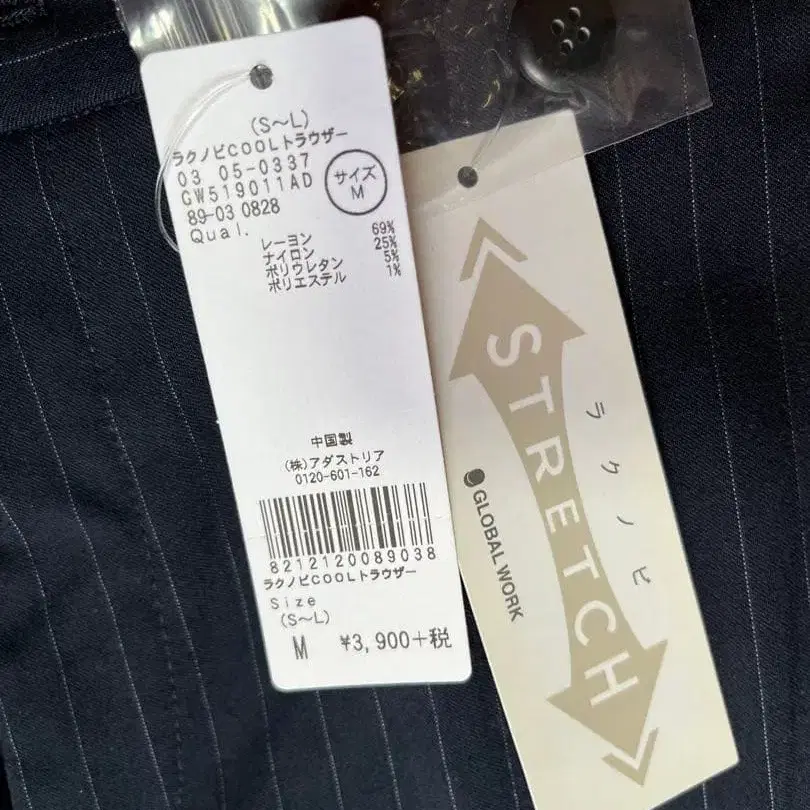 (S〜L)
ラクノビCOOLトラウザー
03 05-0337
GW519011AD
89-03 0828
サイズ
M
Qual.
レーヨン 69%
ナイロン 25%
ポリウレタン 5%
ポリエステル 1%
中国製
(株)アダストリア
0120-601-162
8212120089038
ラクノビCOOLトラウザー
Size
(S〜L)
M ¥3,900+税
STRETCH
ラクノビ
GLOBAL WORK